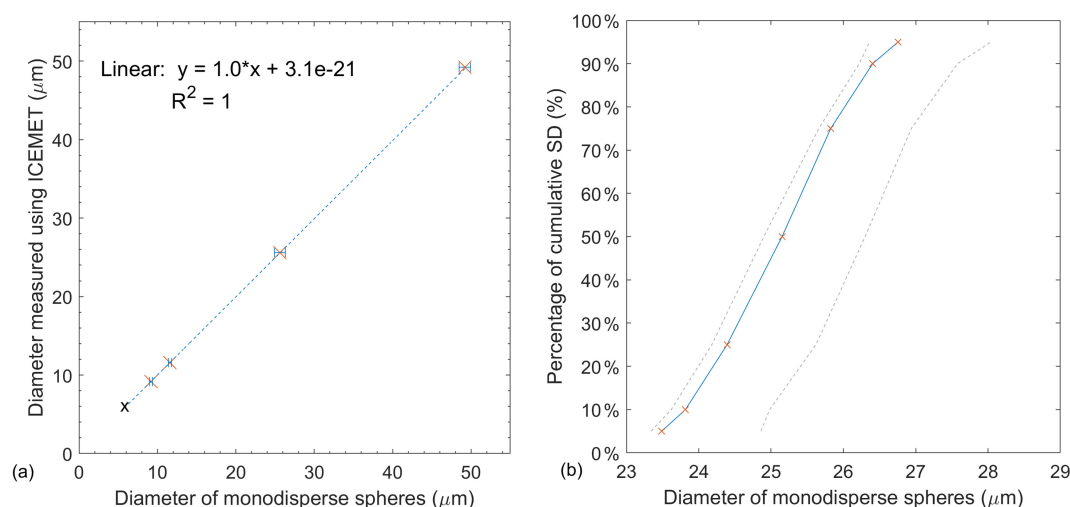 Linear: y = 1.0*x + 3.1e-21
R2 = 1
Diameter measured using ICEMET (μm)
50
40
30
20
10
0
x
0 10 20 30 40 50
Diameter of monodisperse spheres (μm)
(a)
Percentage of cumulative SD (%)
100%
90%
80%
70%
60%
50%
40%
30%
20%
10%
0%
23 24 25 26 27 28 29
Diameter of monodisperse spheres (μm)
(b)